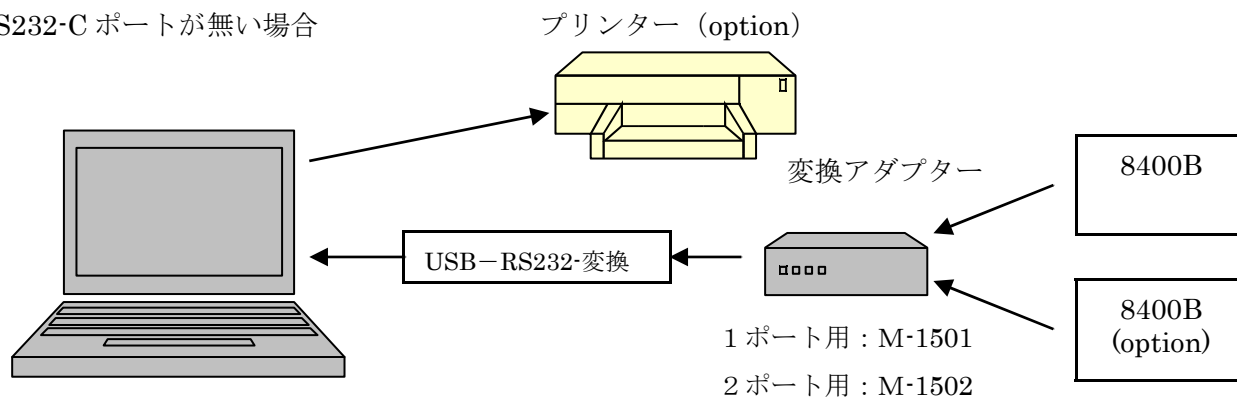 S232-C ポートが無い場合
プリンター（option）
変換アダプター
8400B
USB－RS232-変換
8400B
(option)
１ポート用：M-1501
２ポート用：M-1502